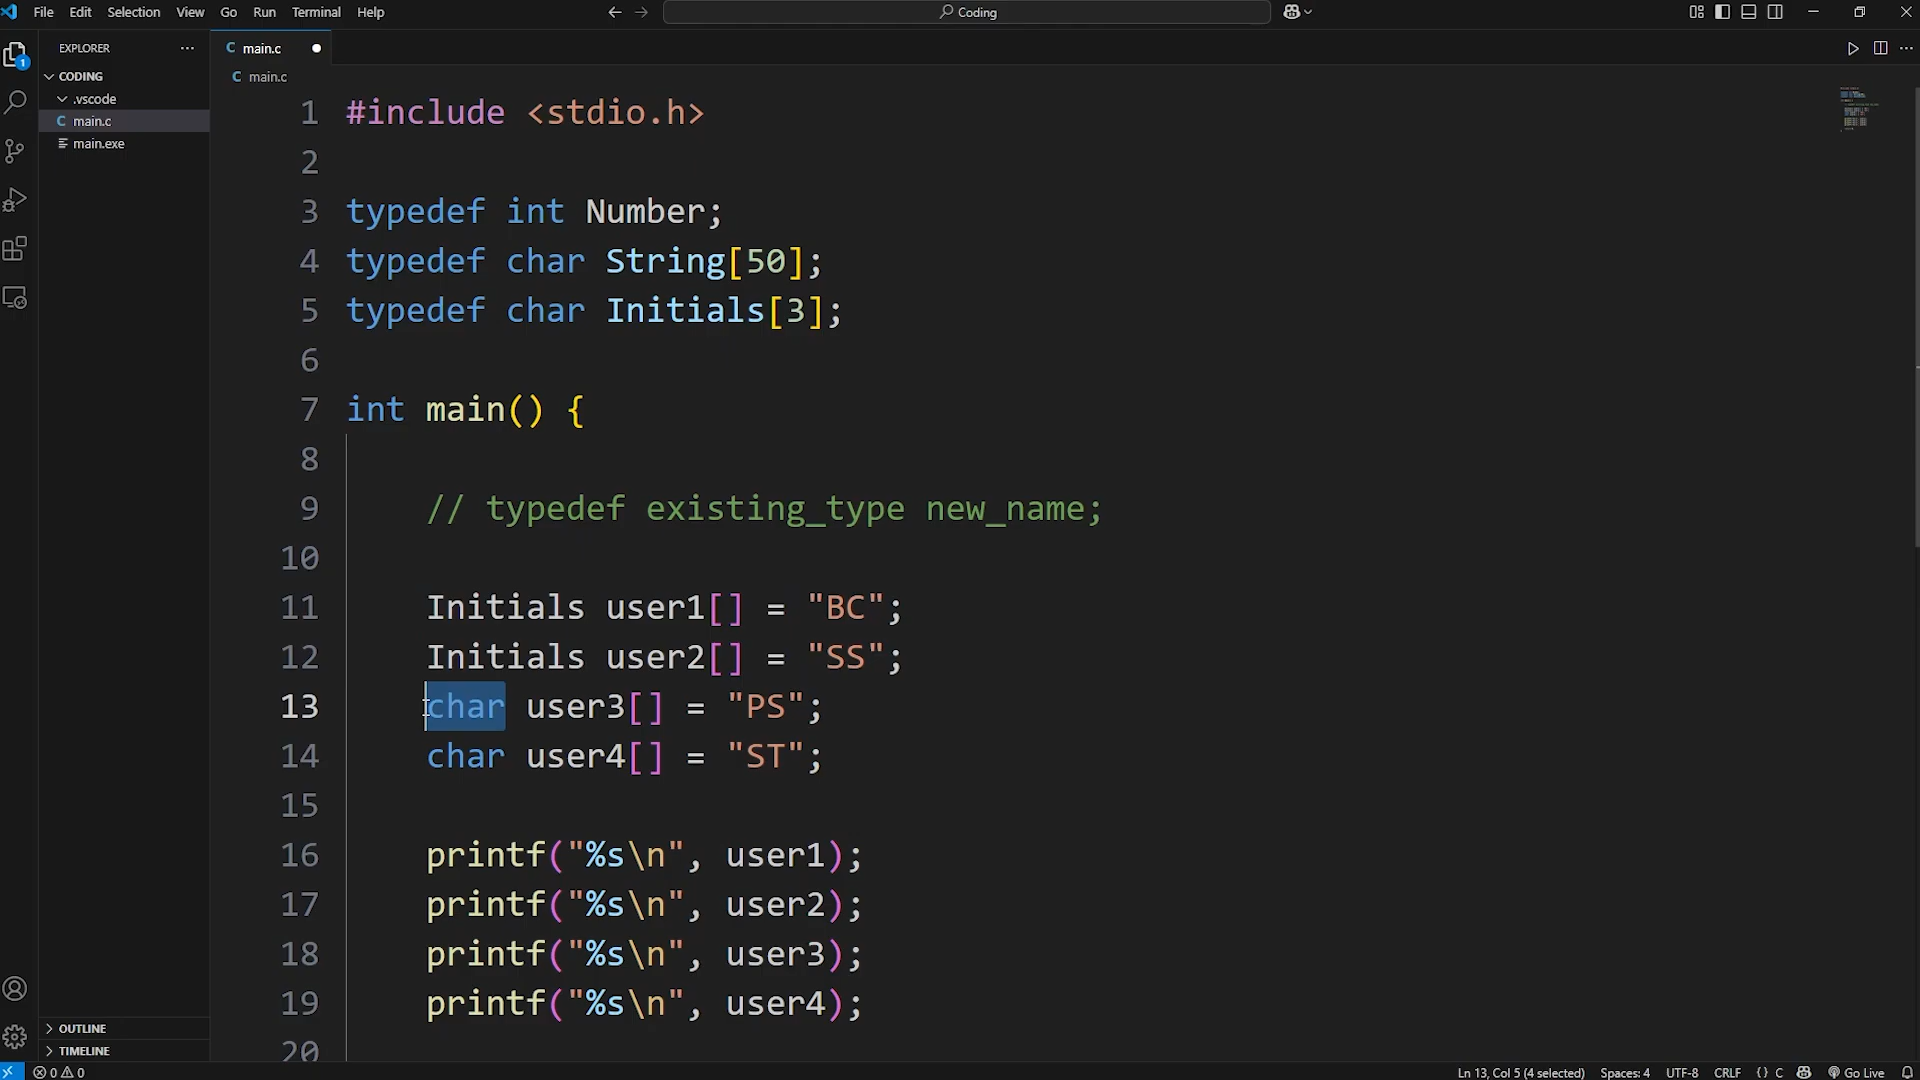 File Edit Selection View Go Run Terminal Help
Coding
EXPLORER
CODING
.vscode
C main.c
main.exe
OUTLINE
TIMELINE
1
C main.c
C main.c
1 #include <stdio.h>
2
3 typedef int Number;
4 typedef char String[50];
5 typedef char Initials[3];
6
7 int main() {
8
9 // typedef existing_type new_name;
10
11 Initials user1[] = "BC";
12 Initials user2[] = "SS";
13 char user3[] = "PS";
14 char user4[] = "ST";
15
16 printf("%s\n", user1);
17 printf("%s\n", user2);
18 printf("%s\n", user3);
19 printf("%s\n", user4);
20
0 0
Ln 13, Col 5 (4 selected) Spaces: 4 UTF-8 CRLF {} C Go Live